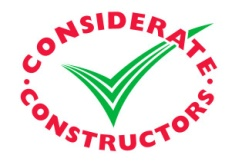 CONSIDERATE
· CONSTRUCTORS ·